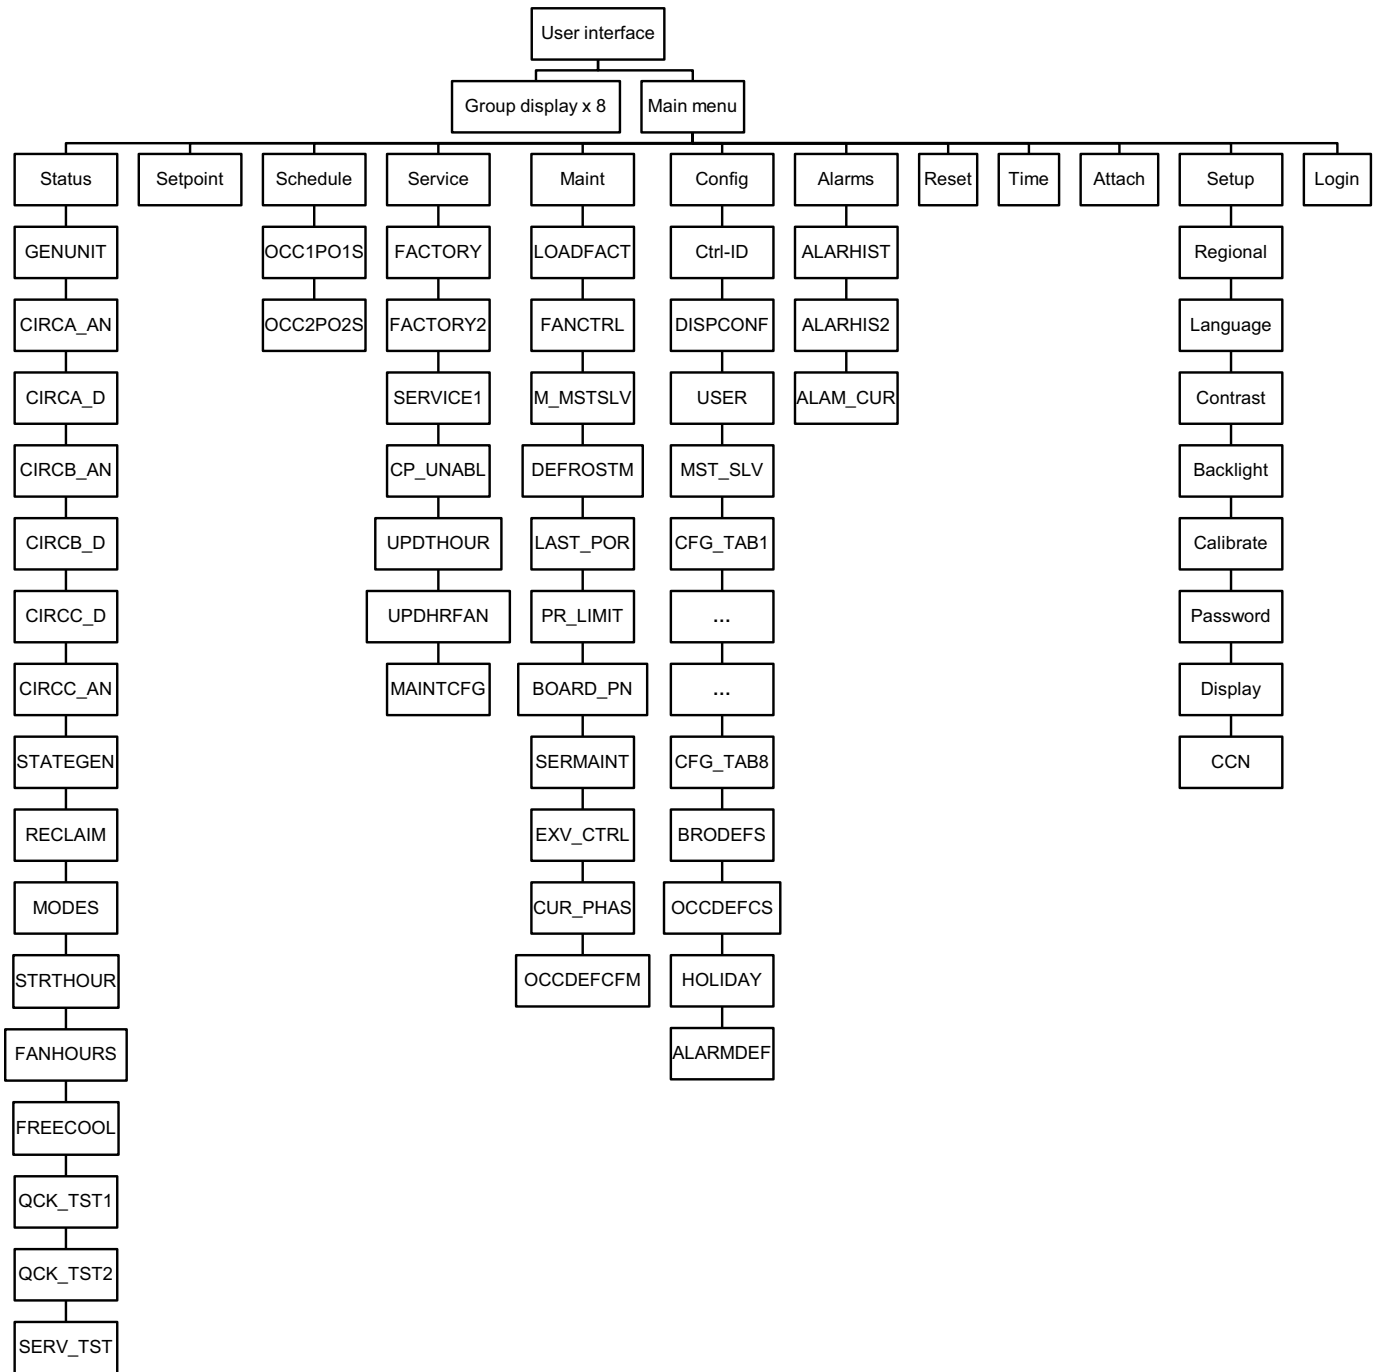 User interface
Group display x 8
Main menu
Status
Setpoint
Schedule
Service
Maint
Config
Alarms
Reset
Time
Attach
Setup
Login
GENUNIT
OCC1PO1S
FACTORY
LOADFACT
Ctrl-ID
ALARHIST
Regional
CIRCA_AN
OCC2PO2S
FACTORY2
FANCTRL
DISPCONF
ALARHIS2
Language
CIRCA_D
SERVICE1
M_MSTSLV
USER
ALAM_CUR
Contrast
CIRCB_AN
CP_UNABL
DEFROSTM
MST_SLV
Backlight
CIRCB_D
UPDTHOUR
LAST_POR
CFG_TAB1
Calibrate
CIRCC_D
UPDHRFAN
PR_LIMIT
...
Password
CIRCC_AN
MAINTCFG
BOARD_PN
...
Display
STATEGEN
SERMAINT
CFG_TAB8
CCN
RECLAIM
EXV_CTRL
BRODEFS
MODES
CUR_PHAS
OCCDEFCS
STRTHOUR
OCCDEFCFM
HOLIDAY
FANHOURS
ALARMDEF
FREECOOL
QCK_TST1
QCK_TST2
SERV_TST